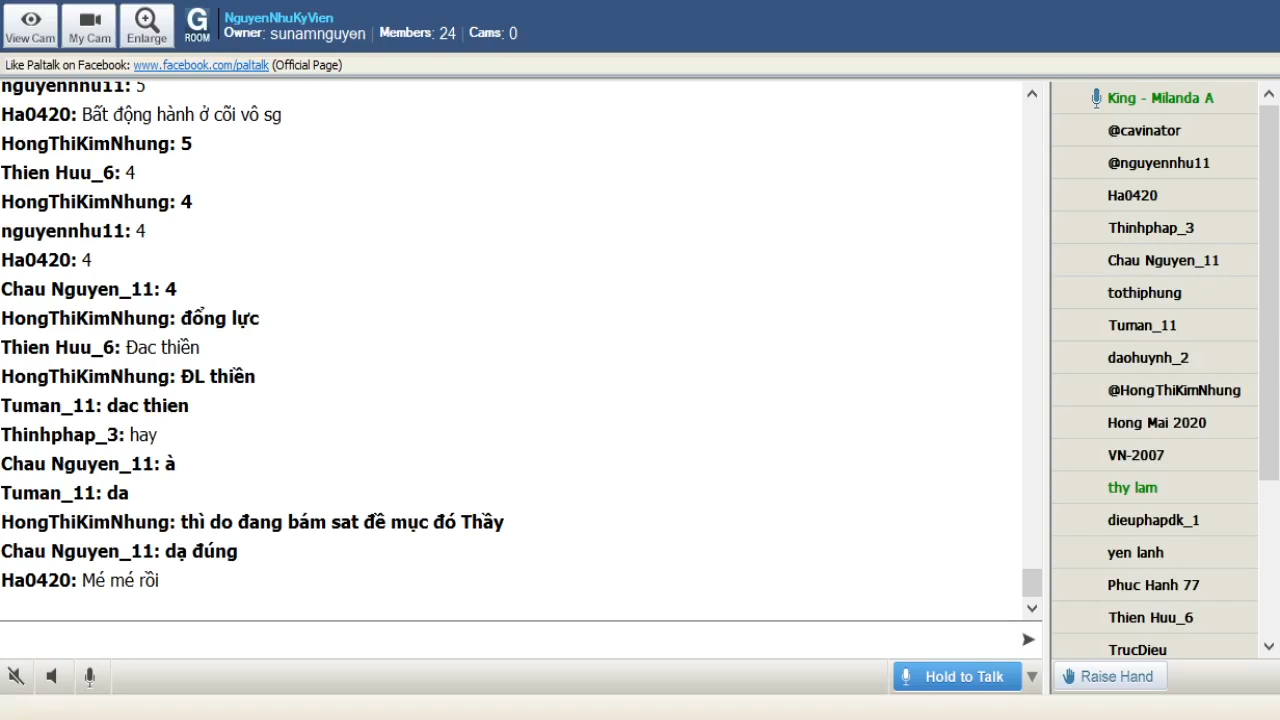 View Cam
My Cam
Enlarge
G
ROOM
NguyenNhuKyVien
Owner: sunamnguyen | Members: 24 | Cams: 0
Like Paltalk on Facebook: www.facebook.com/paltalk (Official Page)
nguyennhu11: 5
Ha0420: Bất động hành ở cõi vô sg
HongThiKimNhung: 5
Thien Huu_6: 4
HongThiKimNhung: 4
nguyennhu11: 4
Ha0420: 4
Chau Nguyen_11: 4
HongThiKimNhung: đổng lực
Thien Huu_6: Đac thiền
HongThiKimNhung: ĐL thiền
Tuman_11: dac thien
Thinhphap_3: hay
Chau Nguyen_11: à
Tuman_11: da
HongThiKimNhung: thì do đang bám sat đề mục đó Thầy
Chau Nguyen_11: dạ đúng
Ha0420: Mé mé rồi
King - Milanda A
@cavinator
@nguyennhu11
Ha0420
Thinhphap_3
Chau Nguyen_11
tothiphung
Tuman_11
daohuynh_2
@HongThiKimNhung
Hong Mai 2020
VN-2007
thy lam
dieuphapdk_1
yen lanh
Phuc Hanh 77
Thien Huu_6
TrucDieu
Hold to Talk
Raise Hand